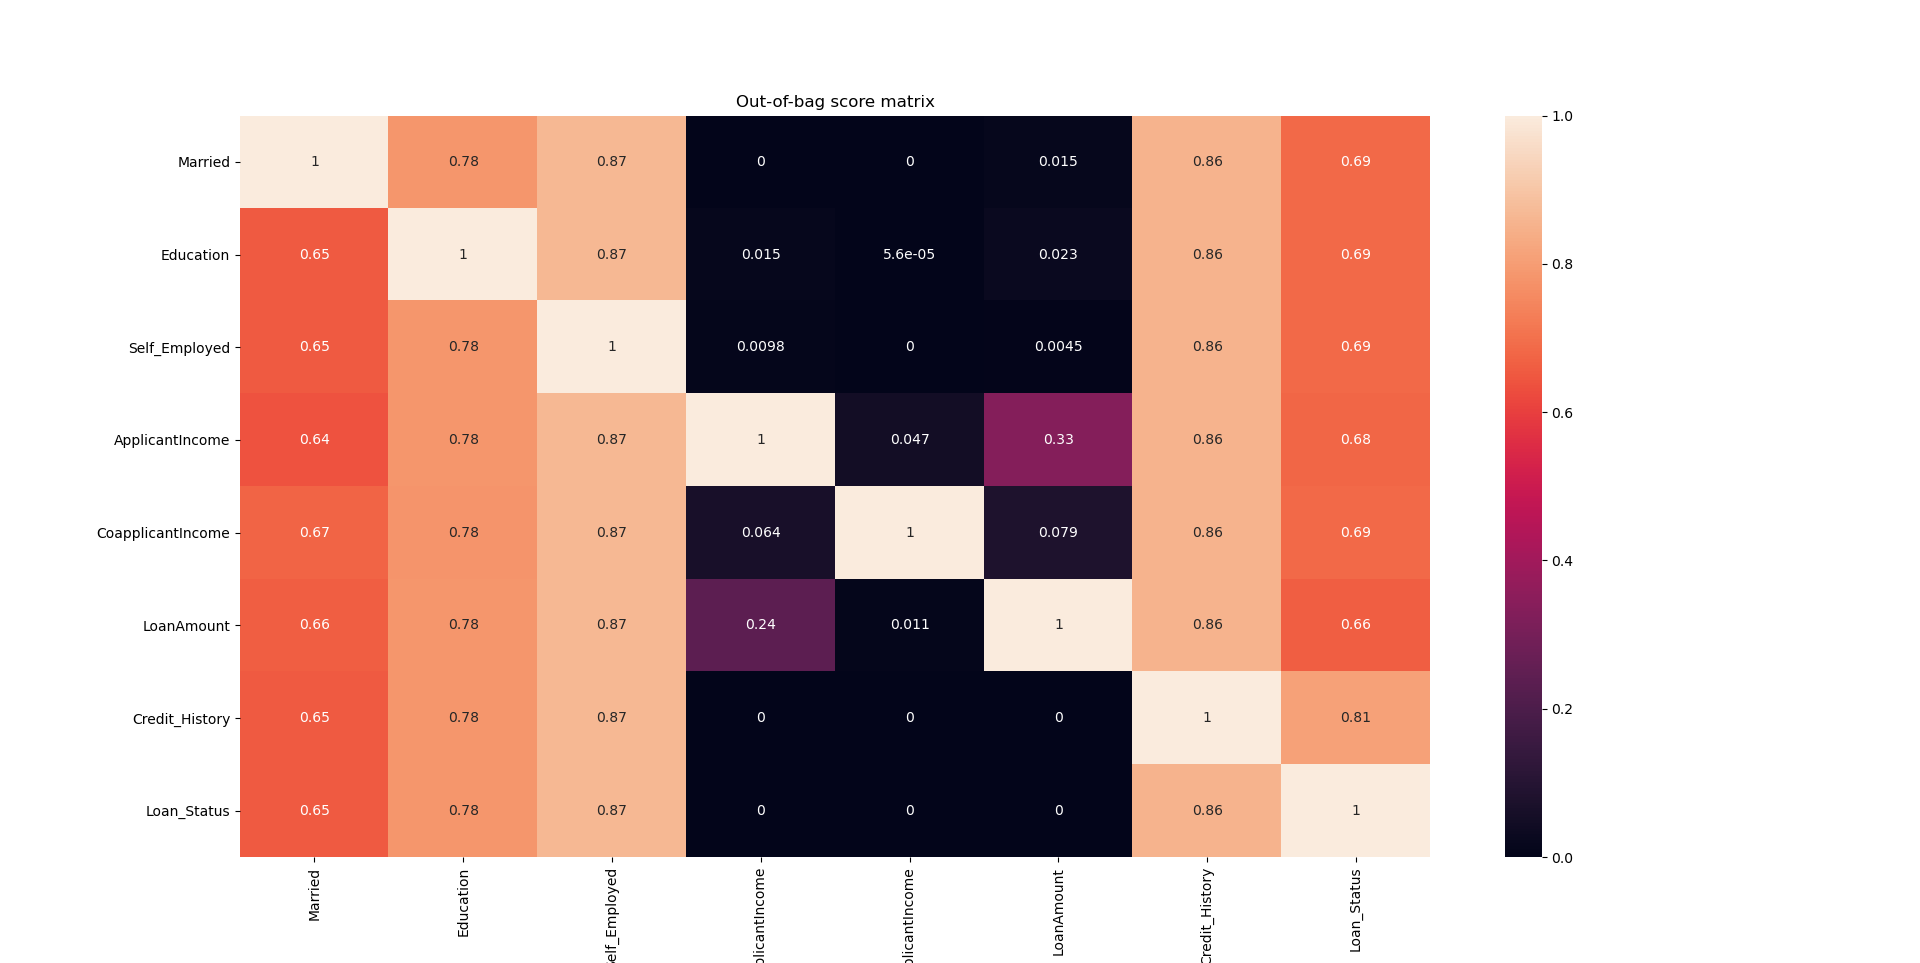 Out-of-bag score matrix
Married 1 0.78 0.87 0 0 0.015 0.86 0.69
Education 0.65 1 0.87 0.015 5.6e-05 0.023 0.86 0.69
Self_Employed 0.65 0.78 1 0.0098 0 0.0045 0.86 0.69
ApplicantIncome 0.64 0.78 0.87 1 0.047 0.33 0.86 0.68
CoapplicantIncome 0.67 0.78 0.87 0.064 1 0.079 0.86 0.69
LoanAmount 0.66 0.78 0.87 0.24 0.011 1 0.86 0.66
Credit_History 0.65 0.78 0.87 0 0 0 1 0.81
Loan_Status 0.65 0.78 0.87 0 0 0 0.86 1
Married
Education
elf_Employed
plicantIncome
plicantIncome
LoanAmount
Credit_History
Loan_Status
1.0
0.8
0.6
0.4
0.2
0.0